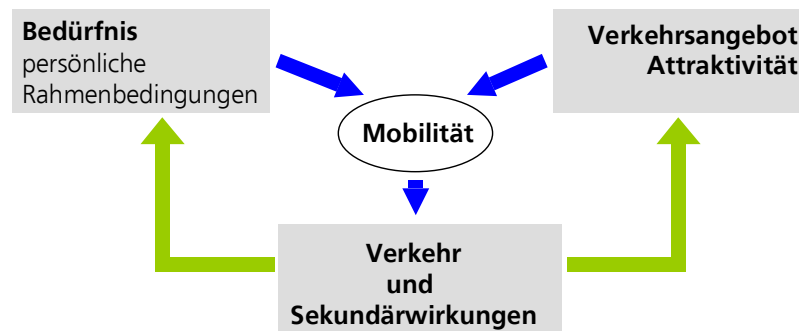 Bedürfnis
persönliche
Rahmenbedingungen
Verkehrsangebot
Attraktivität
Mobilität
Verkehr
und
Sekundärwirkungen